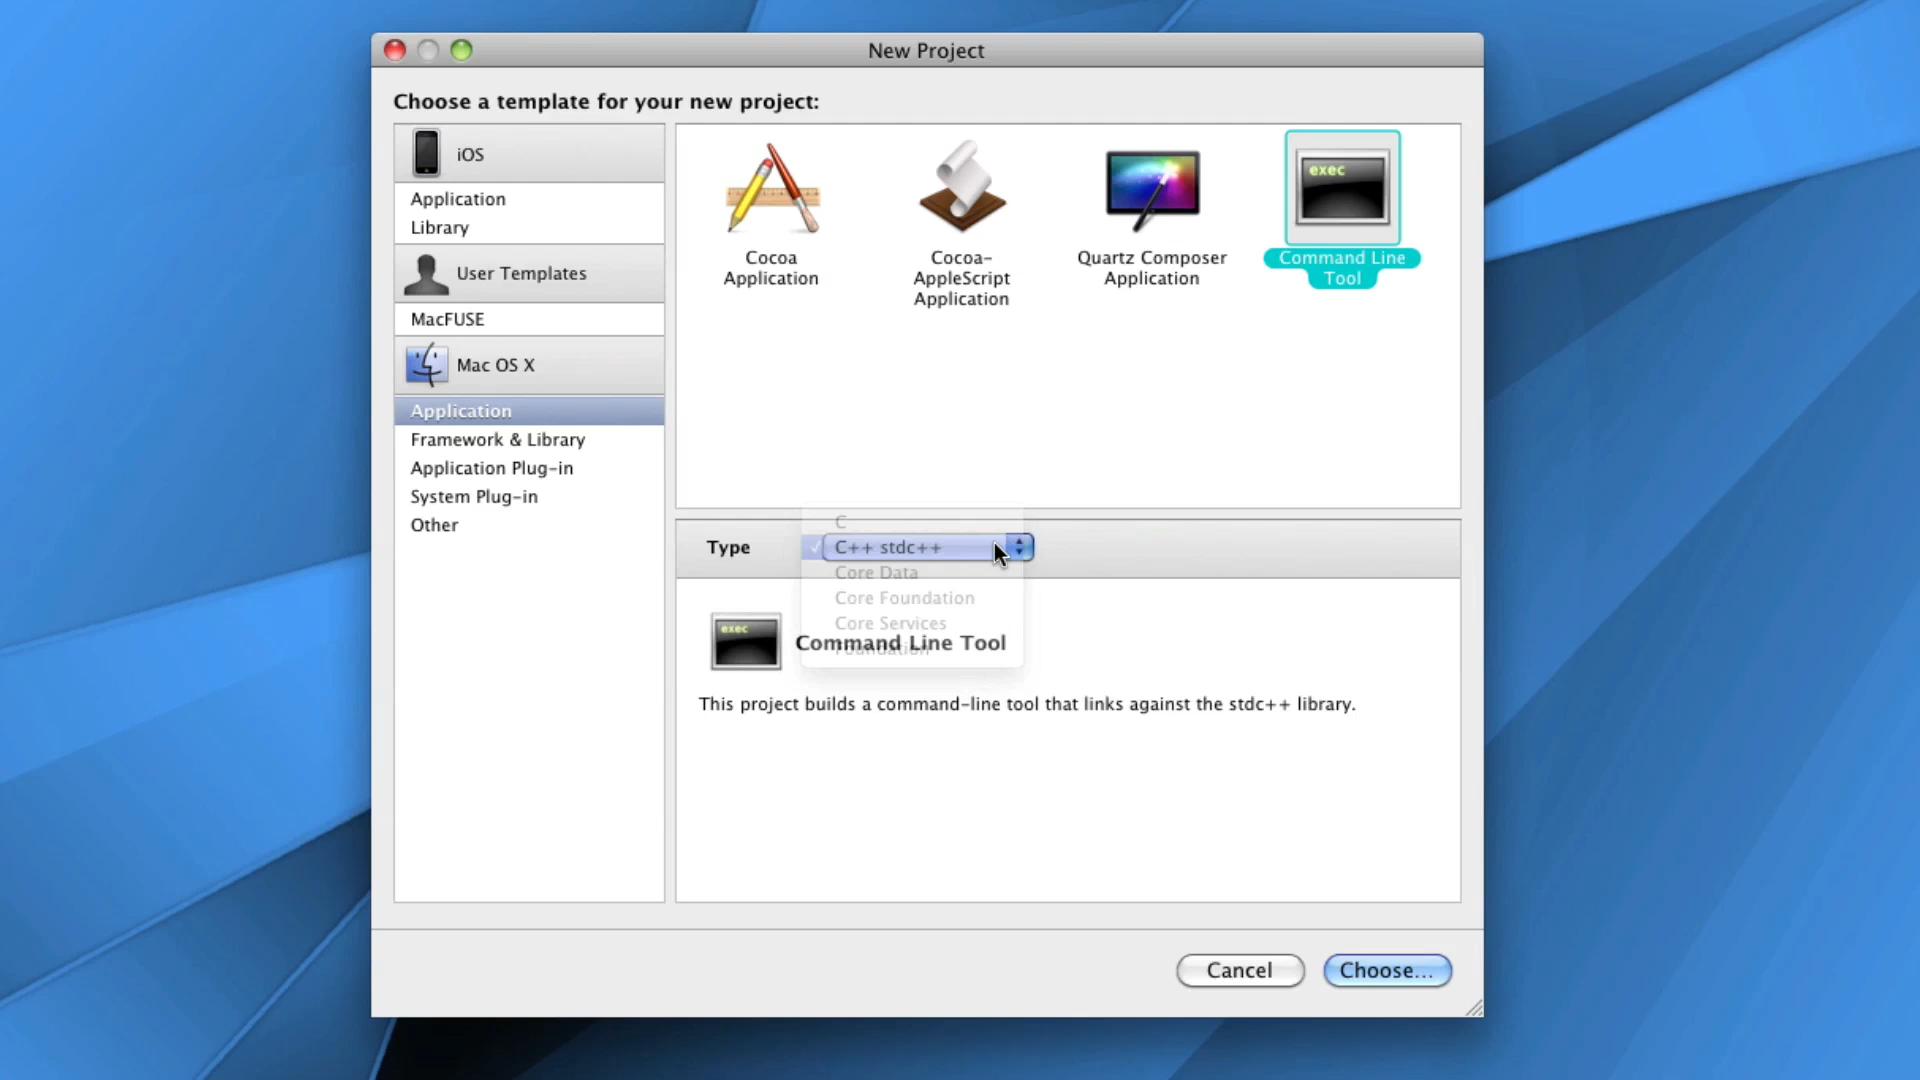 New Project
Choose a template for your new project:
iOS
Application
Library
User Templates
MacFUSE
Mac OS X
Application
Framework & Library
Application Plug-in
System Plug-in
Other
exec
Cocoa
Application
Cocoa-
AppleScript
Application
Quartz Composer
Application
Command Line
Tool
Type
C
✓ C++ stdc++
Core Data
Core Foundation
Core Services
Foundation
exec
Command Line Tool
This project builds a command-line tool that links against the stdc++ library.
Cancel
Choose...